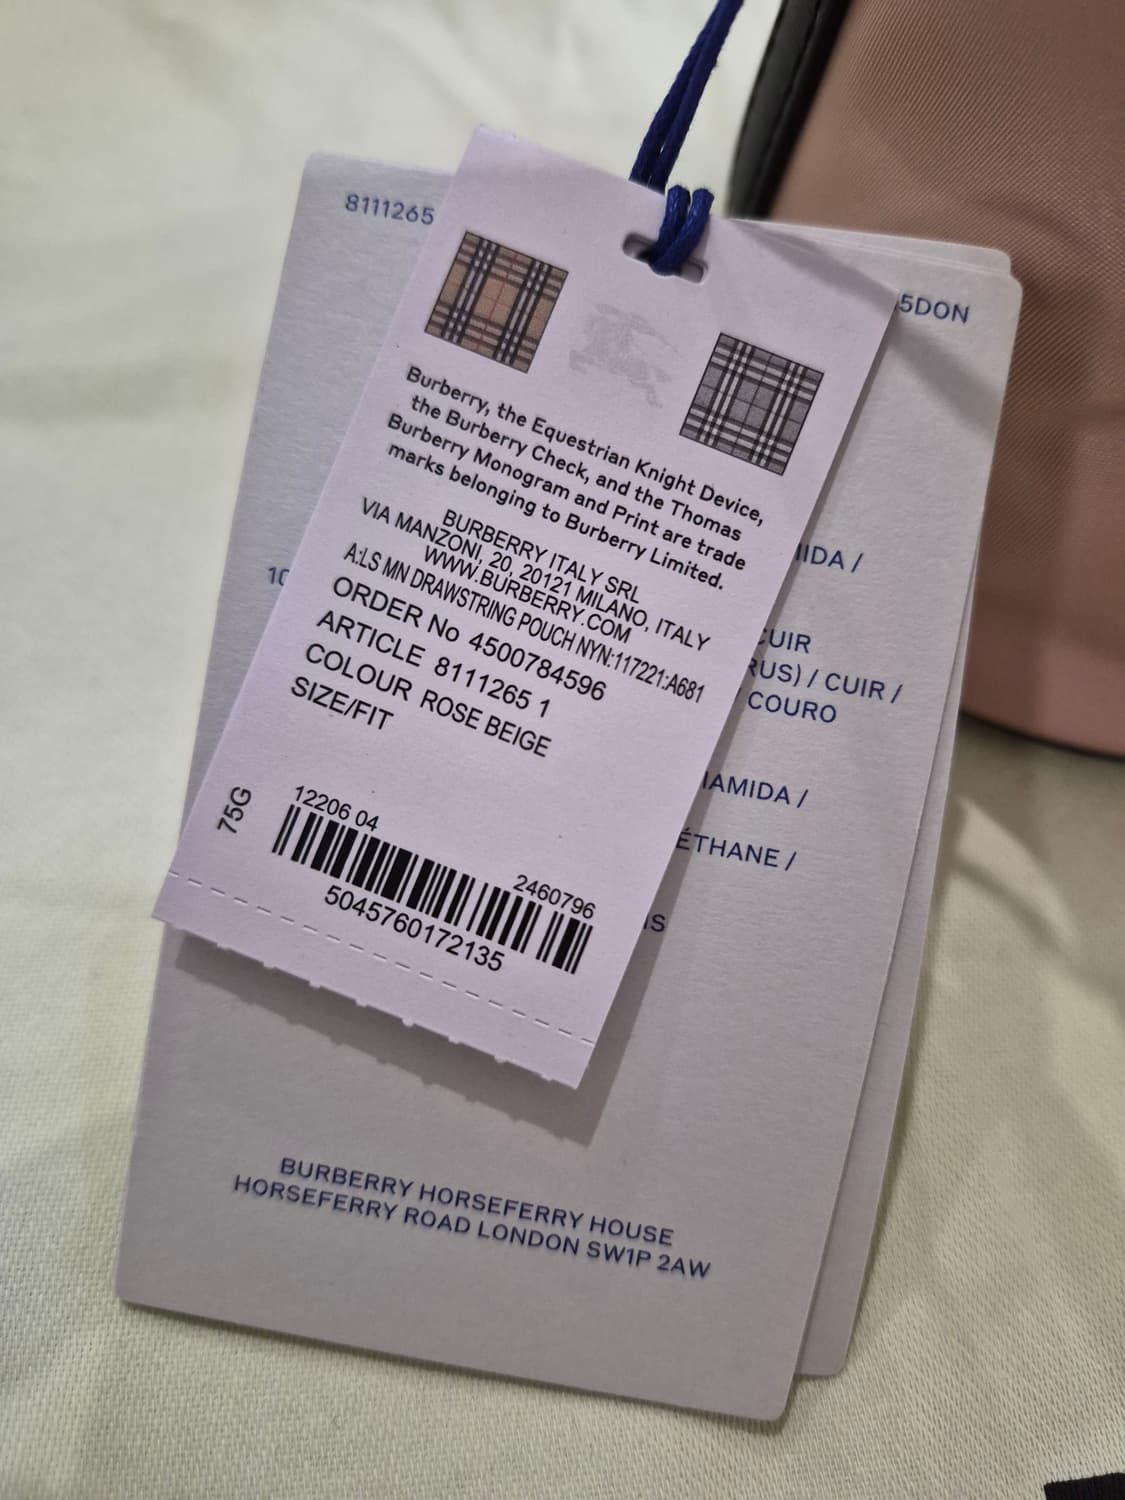 8111265
5DON
Burberry, the Equestrian Knight Device,
the Burberry Check, and the Thomas
Burberry Monogram and Print are trade
marks belonging to Burberry Limited.
BURBERRY ITALY SRL
VIA MANZONI, 20, 20121 MILANO, ITALY
WWW.BURBERRY.COM
A:LS MN DRAWSTRING POUCH NYN:117221:A681
ORDER No 4500784596
ARTICLE 8111265 1
COLOUR ROSE BEIGE
SIZE/FIT
75G
12206 04
2460796
5045760172135
10
IDA /
CUIR
RUS) / CUIR /
COURO
IAMIDA /
ÉTHANE /
IS
BURBERRY HORSEFERRY HOUSE
HORSEFERRY ROAD LONDON SW1P 2AW